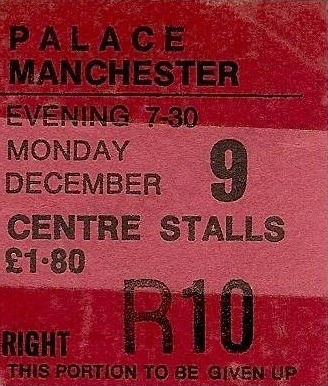 PALACE
MANCHESTER
EVENING 7-30
MONDAY
DECEMBER 9
CENTRE STALLS
£1·80
RIGHT R10
THIS PORTION TO BE GIVEN UP